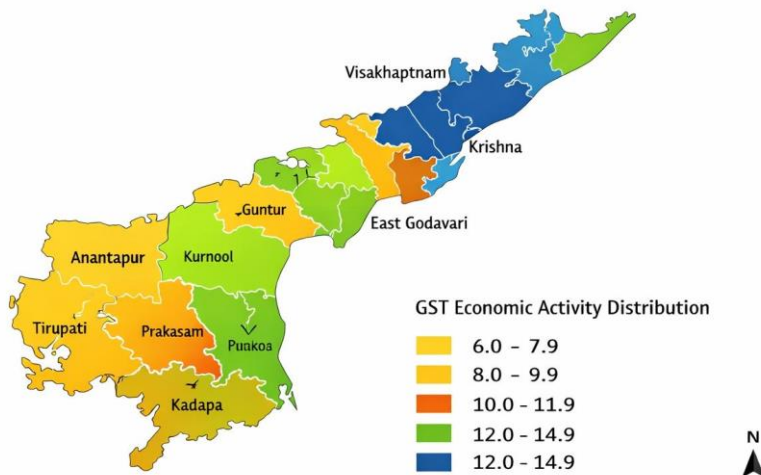 Visakhaptnam
Krishna
East Godavari
Guntur
Anantapur
Kurnool
Tirupati
Prakasam
Kadapa
GST Economic Activity Distribution
6.0 – 7.9
8.0 – 9.9
10.0 - 11.9
12.0 - 14.9
12.0 - 14.9
N